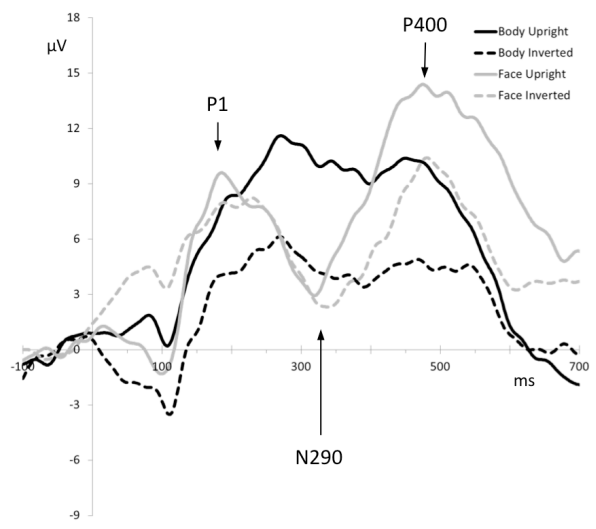 18
μV
15
12
9
6
3
0
-3
-6
-9
-100
100
300
500
700
ms
P1
N290
P400
Body Upright
Body Inverted
Face Upright
Face Inverted